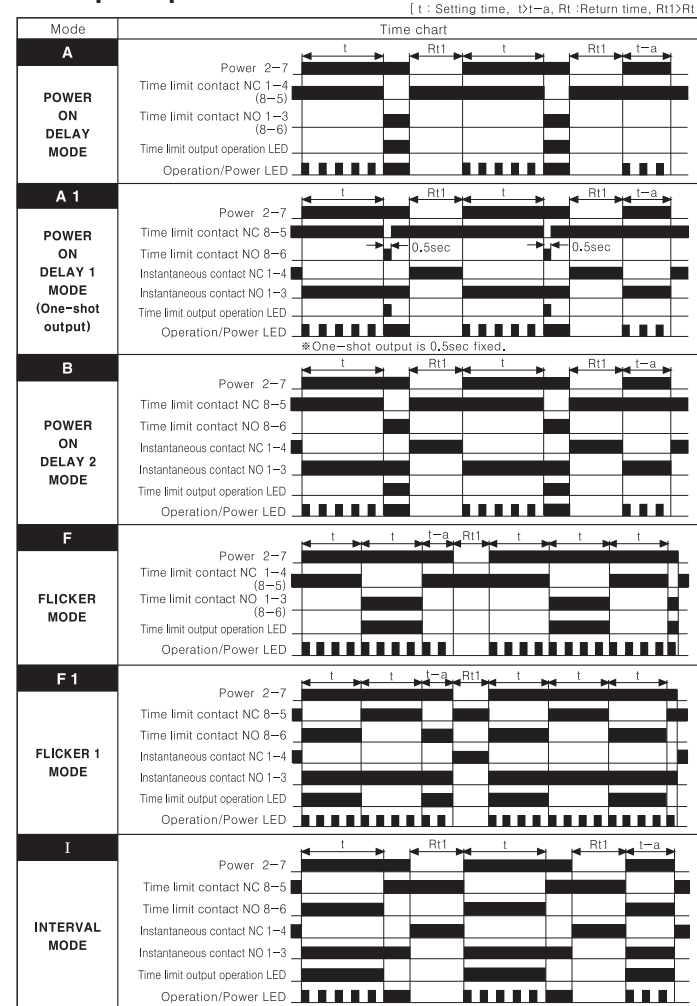 [ t : Setting time, t>t-a, Rt :Return time, Rt1>Rt
Mode
Time chart
A
POWER
ON
DELAY
MODE
t
Rt1
t
Rt1
t-a
Power 2-7
Time limit contact NC 1-4
(8-5)
Time limit contact NO 1-3
(8-6)
Time limit output operation LED
Operation/Power LED
A 1
POWER
ON
DELAY 1
MODE
(One-shot
output)
t
Rt1
t
Rt1
t-a
Power 2-7
Time limit contact NC 8-5
0.5sec
0.5sec
Time limit contact NO 8-6
Instantaneous contact NC 1-4
Instantaneous contact NO 1-3
Time limit output operation LED
Operation/Power LED
※One-shot output is 0.5sec fixed.
B
POWER
ON
DELAY 2
MODE
t
Rt1
t
Rt1
t-a
Power 2-7
Time limit contact NC 8-5
Time limit contact NO 8-6
Instantaneous contact NC 1-4
Instantaneous contact NO 1-3
Time limit output operation LED
Operation/Power LED
F
FLICKER
MODE
t
t
t-a
Rt1
t
t
t
Power 2-7
Time limit contact NC 1-4
(8-5)
Time limit contact NO 1-3
(8-6)
Time limit output operation LED
Operation/Power LED
F 1
FLICKER 1
MODE
t
t
t-a
Rt1
t
t
t
Power 2-7
Time limit contact NC 8-5
Time limit contact NO 8-6
Instantaneous contact NC 1-4
Instantaneous contact NO 1-3
Time limit output operation LED
Operation/Power LED
I
INTERVAL
MODE
t
Rt1
t
Rt1
t-a
Power 2-7
Time limit contact NC 8-5
Time limit contact NO 8-6
Instantaneous contact NC 1-4
Instantaneous contact NO 1-3
Time limit output operation LED
Operation/Power LED